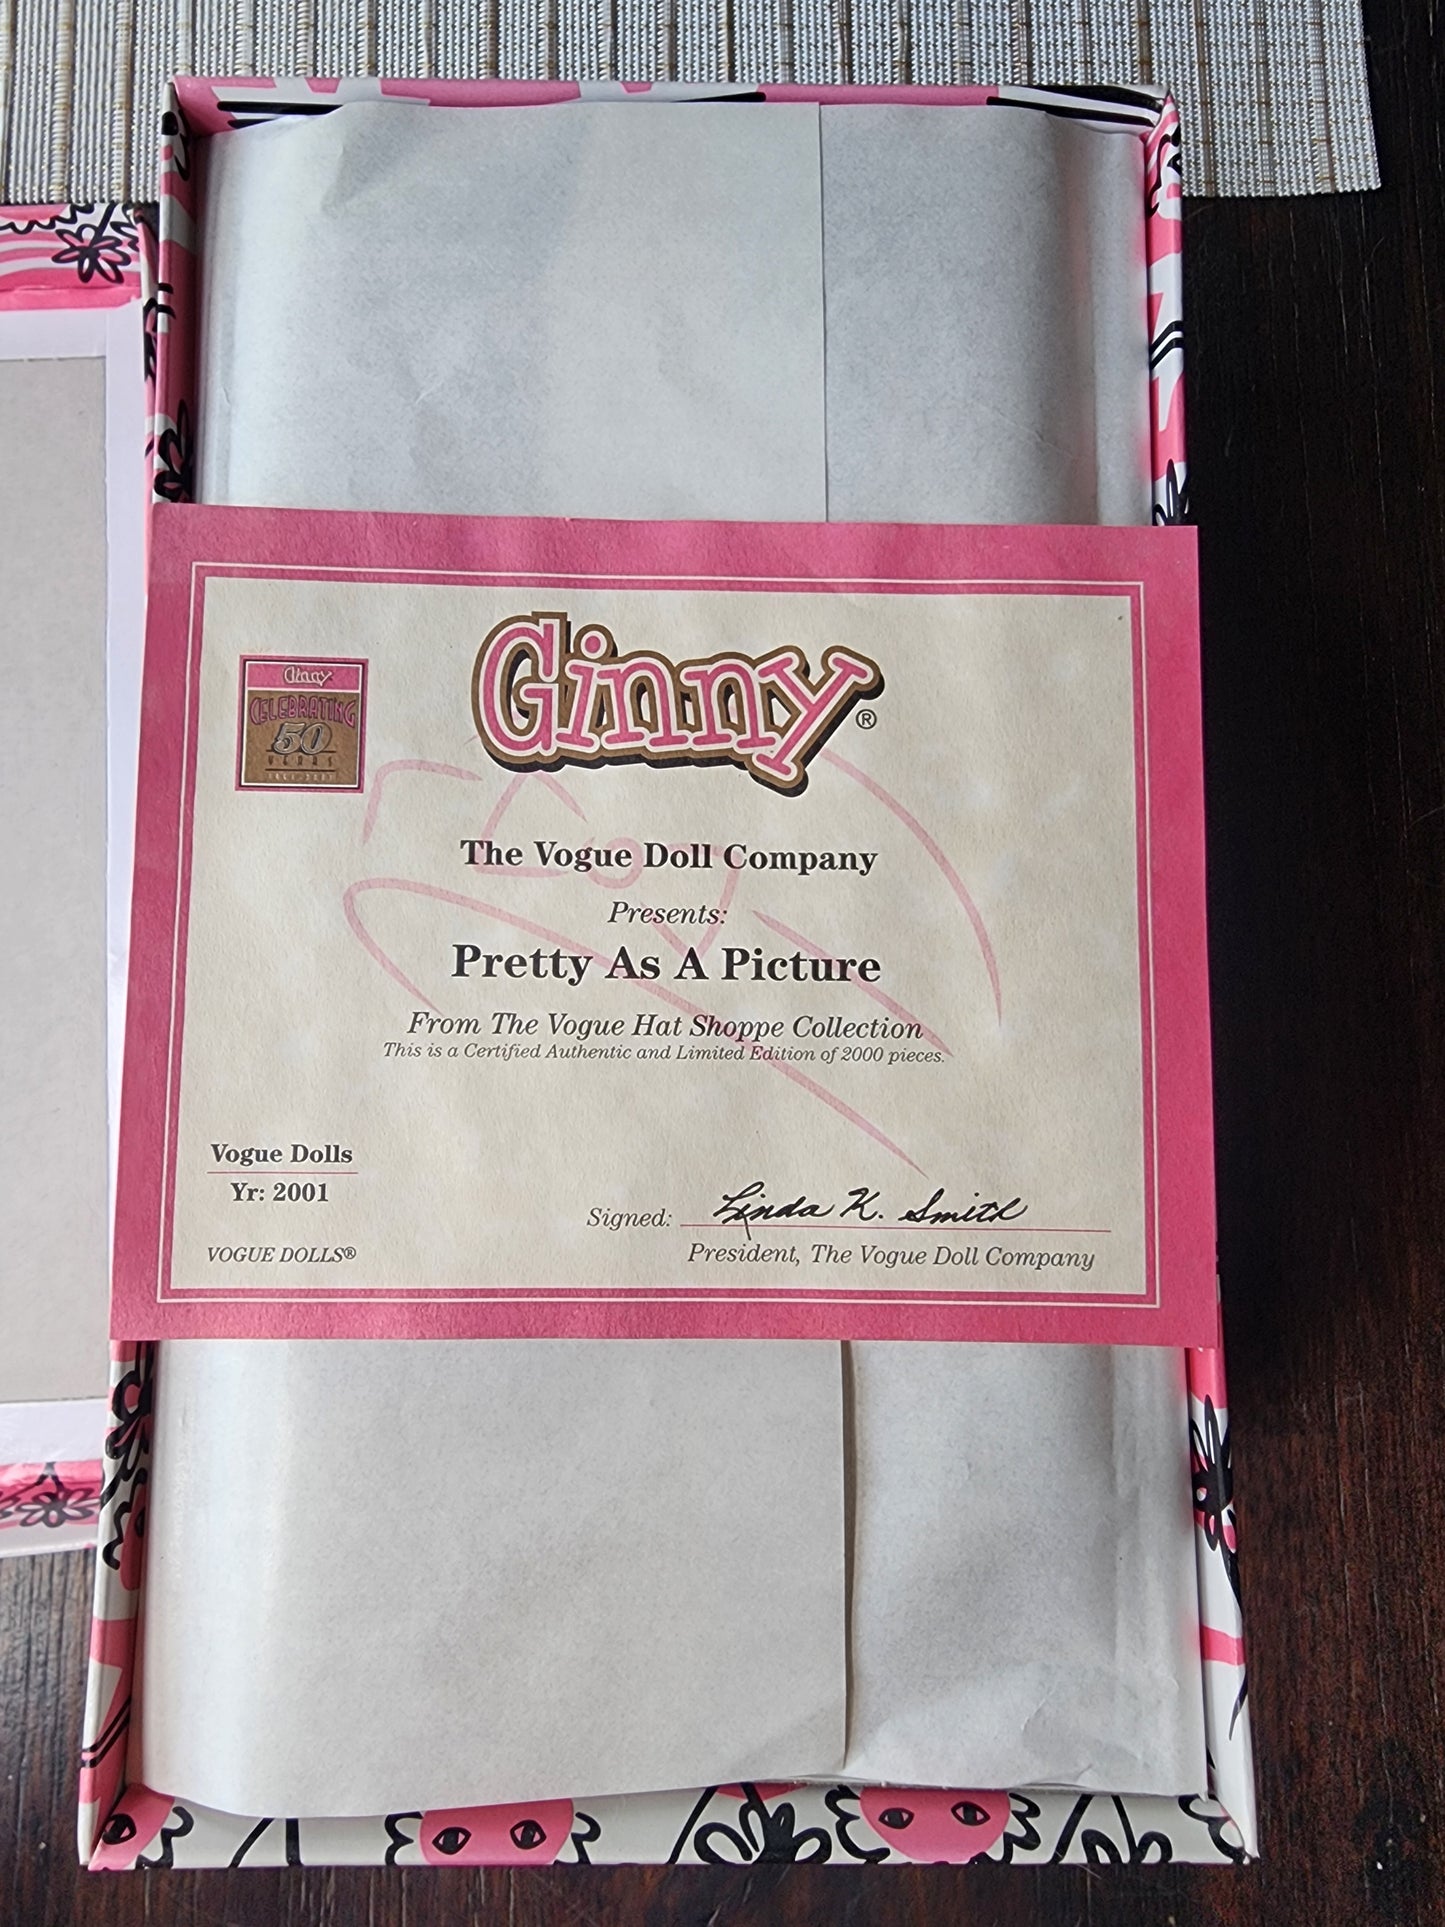 Ginny
CELEBRATING
50
YEARS
1951-2001
Ginny®
The Vogue Doll Company
Presents:
Pretty As A Picture
From The Vogue Hat Shoppe Collection
This is a Certified Authentic and Limited Edition of 2000 pieces.
Vogue Dolls
Yr: 2001
VOGUE DOLLS®
Signed: Linda K. Smith
President, The Vogue Doll Company